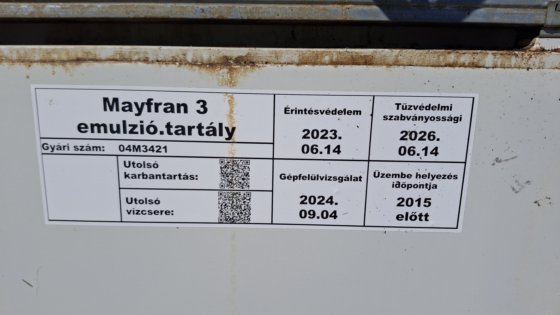 Mayfran 3
emulzió.tartály
Gyári szám: 04M3421
Utolsó
karbantartás:
Utolsó
vízcsere:
Érintésvédelem
2023.
06.14
Tűzvédelmi
szabványossági
2026.
06.14
Gépfelülvizsgálat
2024.
09.04
Üzembe helyezés
időpontja
2015
előtt